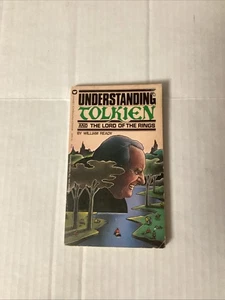 UNDERSTANDING
TOLKIEN
AND THE LORD OF THE RINGS
BY WILLIAM READY